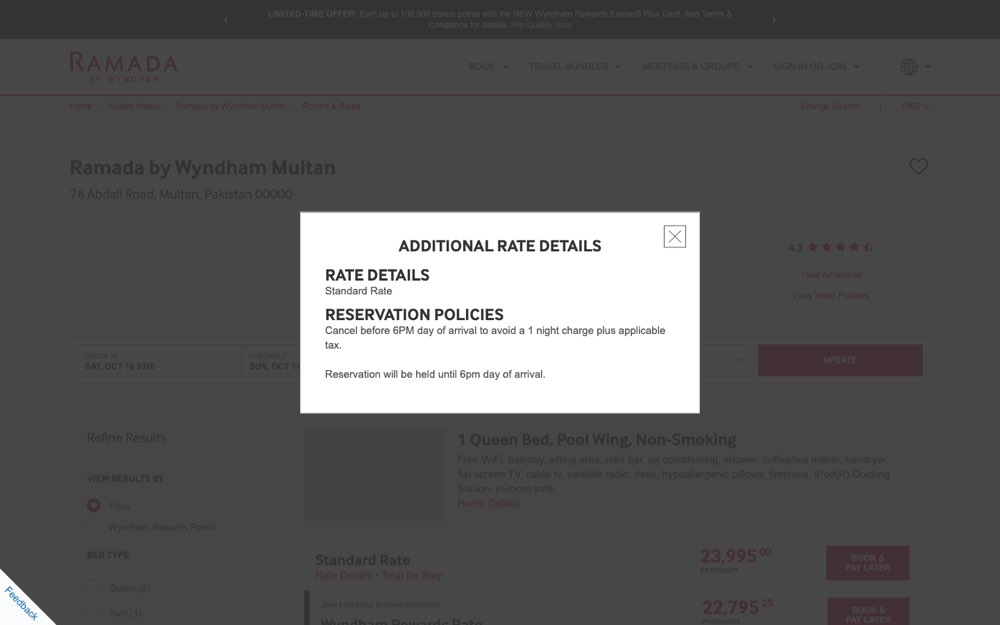 LIMITED-TIME OFFER: Earn up to 100,000 bonus points with the NEW Wyndham Rewards Earner® Plus Card. See Terms &
Conditions for details. Pre-Qualify Now
RAMADA
BY WYNDHAM
BOOK
TRAVEL BUNDLES
MEETINGS & GROUPS
SIGN IN OR JOIN
Home
Multan Hotels
Ramada by Wyndham Multan
Rooms & Rates
Change Search
PKR
Ramada by Wyndham Multan
76 Abdali Road, Multan, Pakistan 00000
4.3
View Amenities
View Hotel Policies
ADDITIONAL RATE DETAILS
RATE DETAILS
Standard Rate
RESERVATION POLICIES
Cancel before 6PM day of arrival to avoid a 1 night charge plus applicable
tax.
Reservation will be held until 6pm day of arrival.
CHECK IN
SAT, OCT 10 2026
CHECKOUT
SUN, OCT 11
UPDATE
Refine Results
VIEW RESULTS BY
Price
Wyndham Rewards Points
BED TYPE
Queen (2)
Twin (1)
1 Queen Bed, Pool Wing, Non-Smoking
Free WiFi, balcony, sitting area, mini bar, air conditioning, shower, coffee/tea maker, hairdryer,
flat screen TV, cable tv, satellite radio, desk, hypoallergenic pillows, fireplace, iPod(R) Docking
Station, in-room safe,
Room Details
Standard Rate
Rate Details • Total for Stay
23,995.00
PKR/NIGHT
BOOK &
PAY LATER
JOIN FOR FREE DURING BOOKING!
Wyndham Rewards Rate
22,795.25
PKR/NIGHT
BOOK &
PAY LATER
Feedback